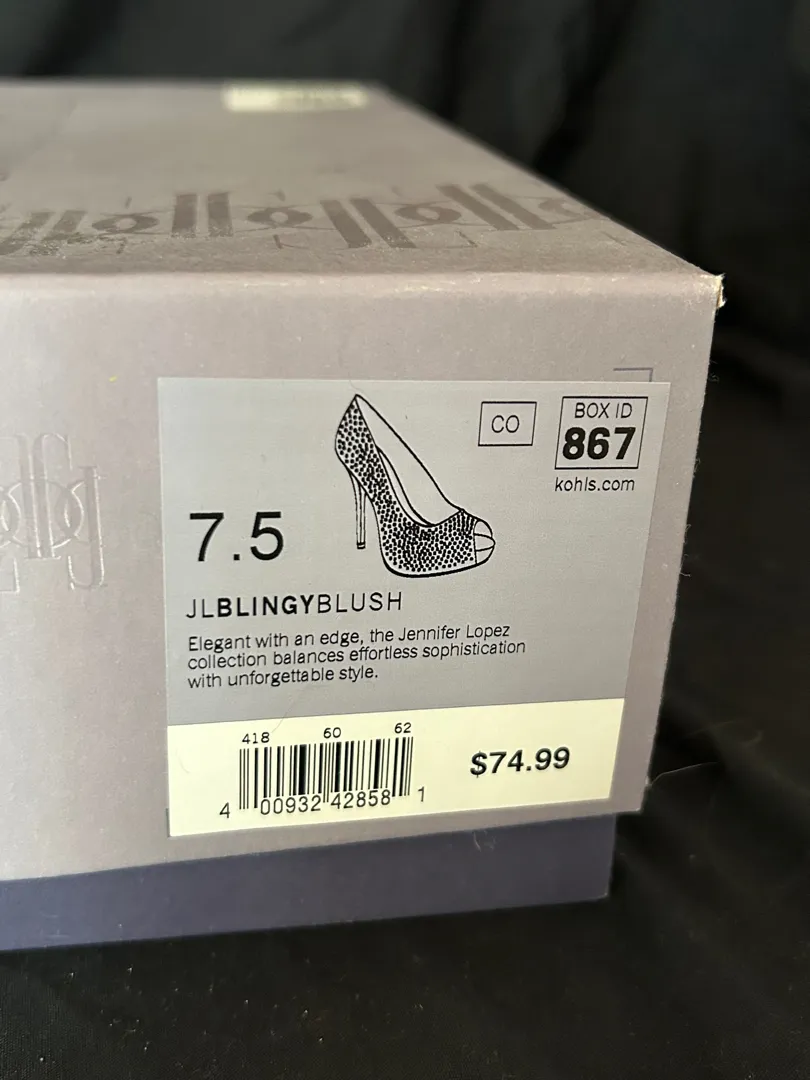 CO
BOX ID
867
kohls.com
7.5
JLBLINGYBLUSH
Elegant with an edge, the Jennifer Lopez
collection balances effortless sophistication
with unforgettable style.
418 60 62
$74.99
4 00932 42858 1